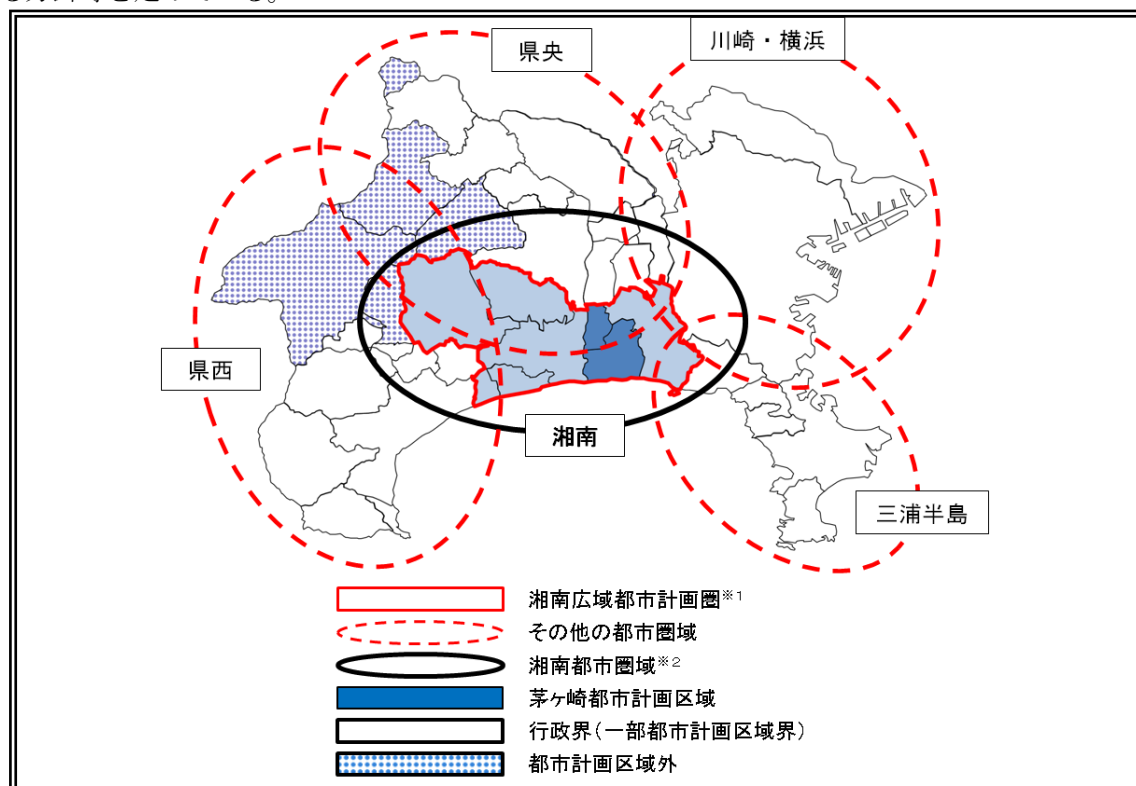 県央
川崎・横浜
県西
湘南
三浦半島
湘南広域都市計画圏※1
その他の都市圏域
湘南都市圏域※2
茅ヶ崎都市計画区域
行政界(一部都市計画区域界)
都市計画区域外